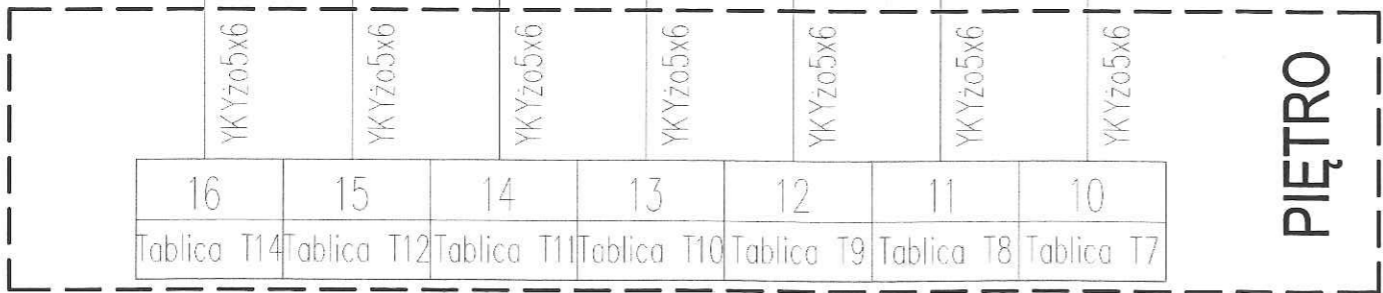 YKYżo5x6 YKYżo5x6 YKYżo5x6 YKYżo5x6 YKYżo5x6 YKYżo5x6 YKYżo5x6
16 15 14 13 12 11 10
Tablica T14 Tablica T12 Tablica T11 Tablica T10 Tablica T9 Tablica T8 Tablica T7
PIĘTRO